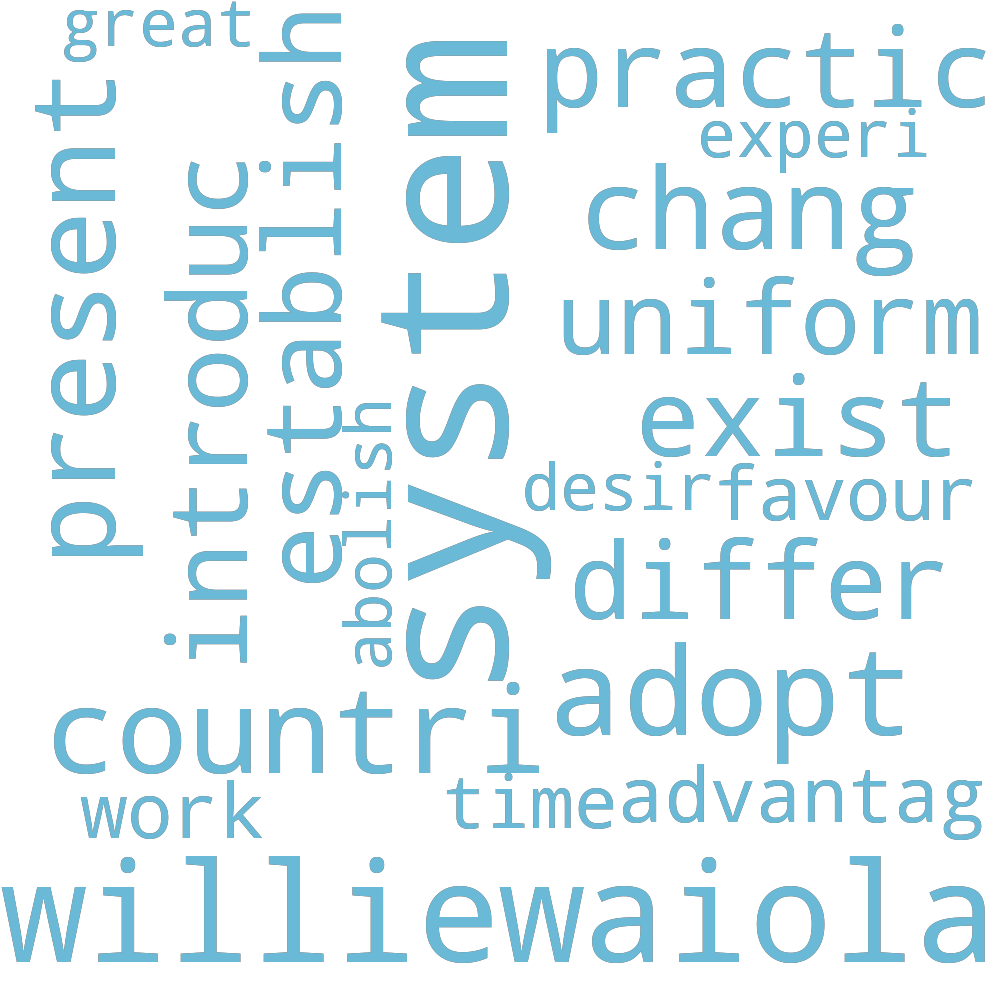 great
present
introduc
establish
abolish
system
practic
experi
chang
uniform
exist
desir
favour
differ
adopt
countri
work
time
advantag
williewaiola